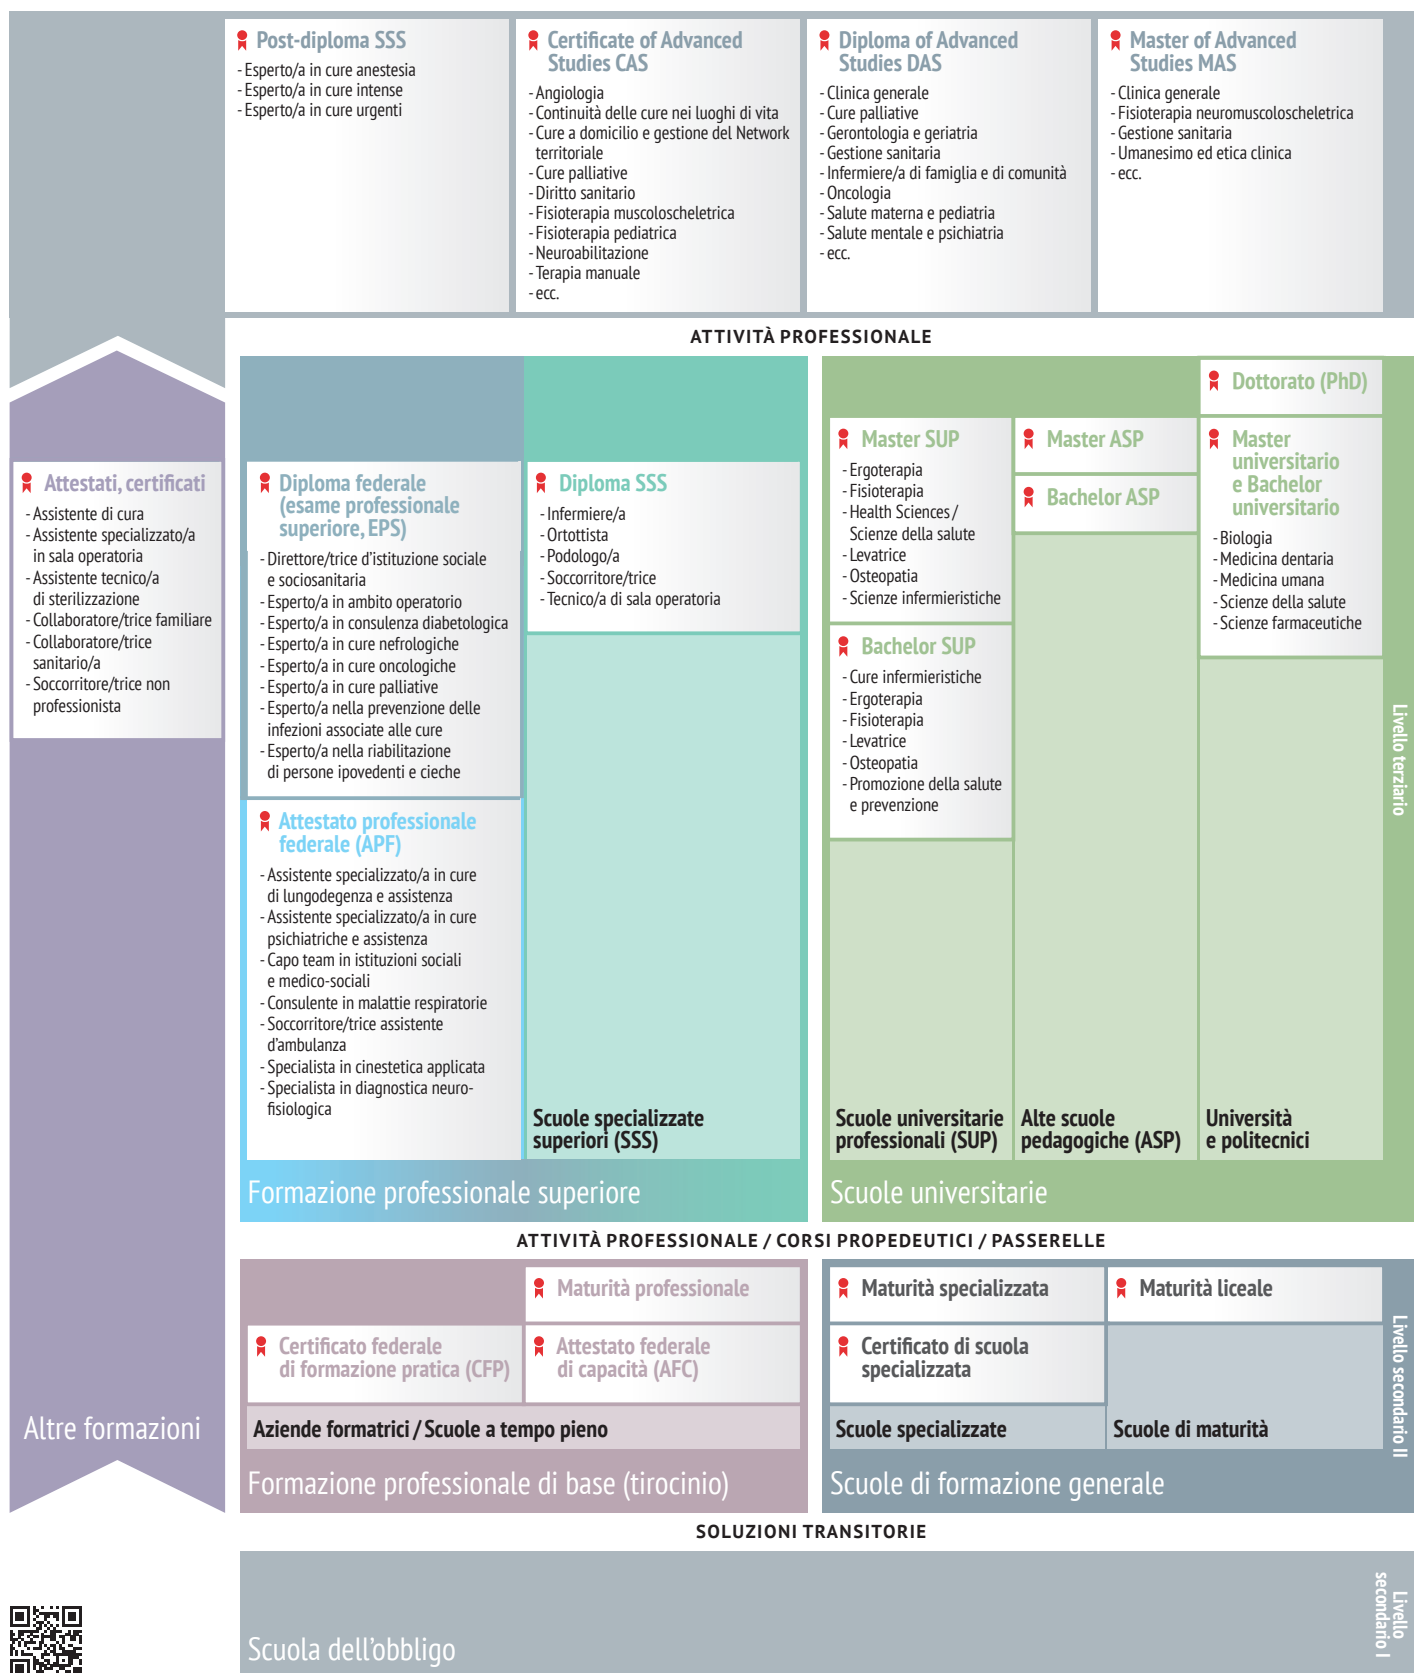 Post-diploma SSS
- Esperto/a in cure anestesia
- Esperto/a in cure intense
- Esperto/a in cure urgenti
Certificate of Advanced
Studies CAS
- Angiologia
- Continuità delle cure nei luoghi di vita
- Cure a domicilio e gestione del Network
territoriale
- Cure palliative
- Diritto sanitario
- Fisioterapia muscoloscheletrica
- Fisioterapia pediatrica
- Neuroabilitazione
- Terapia manuale
- ecc.
Diploma of Advanced
Studies DAS
- Clinica generale
- Cure palliative
- Gerontologia e geriatria
- Gestione sanitaria
- Infermiere/a di famiglia e di comunità
- Oncologia
- Salute materna e pediatria
- Salute mentale e psichiatria
- ecc.
Master of Advanced
Studies MAS
- Clinica generale
- Fisioterapia neuromuscoloscheletrica
- Gestione sanitaria
- Umanesimo ed etica clinica
- ecc.
ATTIVITÀ PROFESSIONALE
Attestati, certificati
- Assistente di cura
- Assistente specializzato/a
in sala operatoria
- Assistente tecnico/a
di sterilizzazione
- Collaboratore/trice familiare
- Collaboratore/trice
sanitario/a
- Soccorritore/trice non
professionista
Altre formazioni
Diploma federale
(esame professionale
superiore, EPS)
- Direttore/trice d'istituzione sociale
e sociosanitaria
- Esperto/a in ambito operatorio
- Esperto/a in consulenza diabetologica
- Esperto/a in cure nefrologiche
- Esperto/a in cure oncologiche
- Esperto/a in cure palliative
- Esperto/a nella prevenzione delle
infezioni associate alle cure
- Esperto/a nella riabilitazione
di persone ipovedenti e cieche
Attestato professionale
federale (APF)
- Assistente specializzato/a in cure
di lungodegenza e assistenza
- Assistente specializzato/a in cure
psichiatriche e assistenza
- Capo team in istituzioni sociali
e medico-sociali
- Consulente in malattie respiratorie
- Soccorritore/trice assistente
d'ambulanza
- Specialista in cinestetica applicata
- Specialista in diagnostica neuro-
fisiologica
Diploma SSS
- Infermiere/a
- Ortottista
- Podologo/a
- Soccorritore/trice
- Tecnico/a di sala operatoria
Scuole specializzate
superiori (SSS)
Formazione professionale superiore
Master SUP
- Ergoterapia
- Fisioterapia
- Health Sciences /
Scienze della salute
- Levatrice
- Osteopatia
- Scienze infermieristiche
Bachelor SUP
- Cure infermieristiche
- Ergoterapia
- Fisioterapia
- Levatrice
- Osteopatia
- Promozione della salute
e prevenzione
Scuole universitarie
professionali (SUP)
Master ASP
Bachelor ASP
Alte scuole
pedagogiche (ASP)
Dottorato (PhD)
Master
universitario
e Bachelor
universitario
- Biologia
- Medicina dentaria
- Medicina umana
- Scienze della salute
- Scienze farmaceutiche
Università
e politecnici
Scuole universitarie
Livello terziario
ATTIVITÀ PROFESSIONALE / CORSI PROPEDEUTICI / PASSERELLE
Maturità professionale
Certificato federale
di formazione pratica (CFP)
Attestato federale
di capacità (AFC)
Aziende formatrici / Scuole a tempo pieno
Formazione professionale di base (tirocinio)
Maturità specializzata
Maturità liceale
Certificato di scuola
specializzata
Scuole specializzate
Scuole di maturità
Scuole di formazione generale
Livello secondario II
SOLUZIONI TRANSITORIE
Scuola dell'obbligo
Livello
secondario I